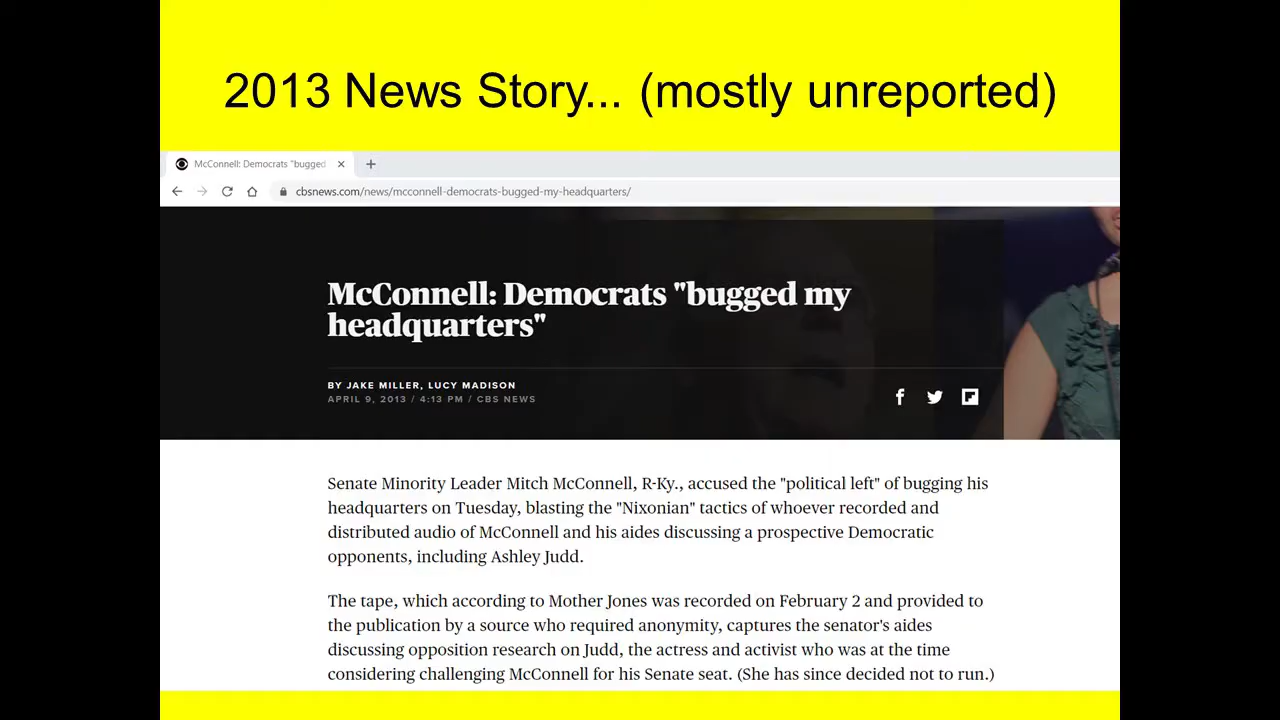 2013 News Story... (mostly unreported)
McConnell: Democrats "bugged
cbsnews.com/news/mcconnell-democrats-bugged-my-headquarters/
McConnell: Democrats "bugged my
headquarters"
BY JAKE MILLER, LUCY MADISON
APRIL 9, 2013 / 4:13 PM / CBS NEWS
Senate Minority Leader Mitch McConnell, R-Ky., accused the "political left" of bugging his
headquarters on Tuesday, blasting the "Nixonian" tactics of whoever recorded and
distributed audio of McConnell and his aides discussing a prospective Democratic
opponents, including Ashley Judd.
The tape, which according to Mother Jones was recorded on February 2 and provided to
the publication by a source who required anonymity, captures the senator's aides
discussing opposition research on Judd, the actress and activist who was at the time
considering challenging McConnell for his Senate seat. (She has since decided not to run.)